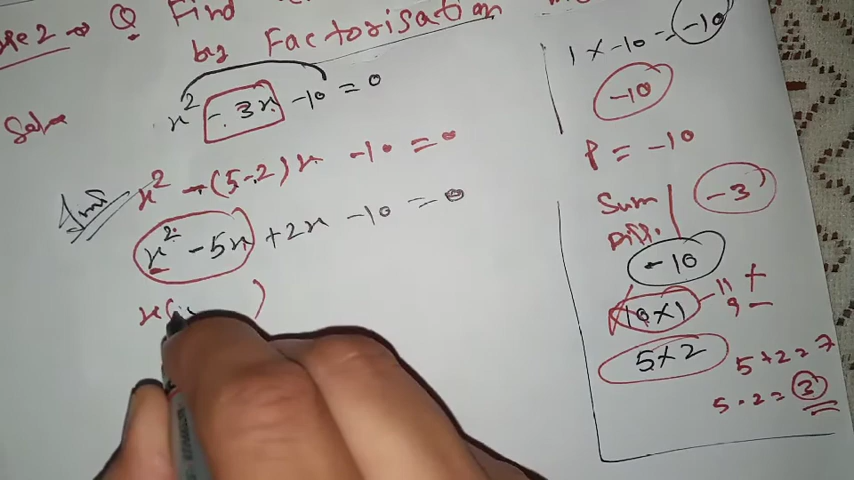 Q Find
by Factorisation
x² - 3x - 10 = 0
x² - (5-2)x - 10 = 0
x² - 5x + 2x - 10 = 0
x( )
1 × -10 = -10
-10
P = -10
Sum
Diff.
-3
-10
10×1 - 11 +
9 -
5×2
5+2=7
5-2=3